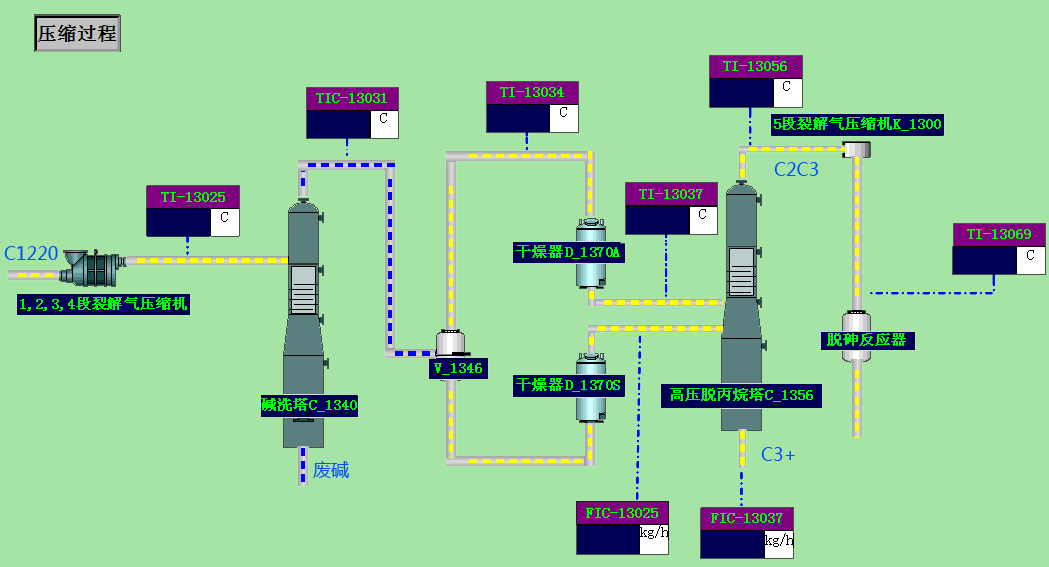 压缩过程
TI-13056
C
TIC-13031
C
TI-13034
C
5段裂解气压缩机K_1300
C2C3
TI-13025
C
TI-13037
C
C1220
干燥器D_1370A
TI-13069
C
1,2,3,4段裂解气压缩机
脱砷反应器
V_1346
干燥器D_1370S
高压脱丙烷塔C_1356
碱洗塔C_1340
废碱
C3+
FIC-13025
kg/h
FIC-13037
kg/h